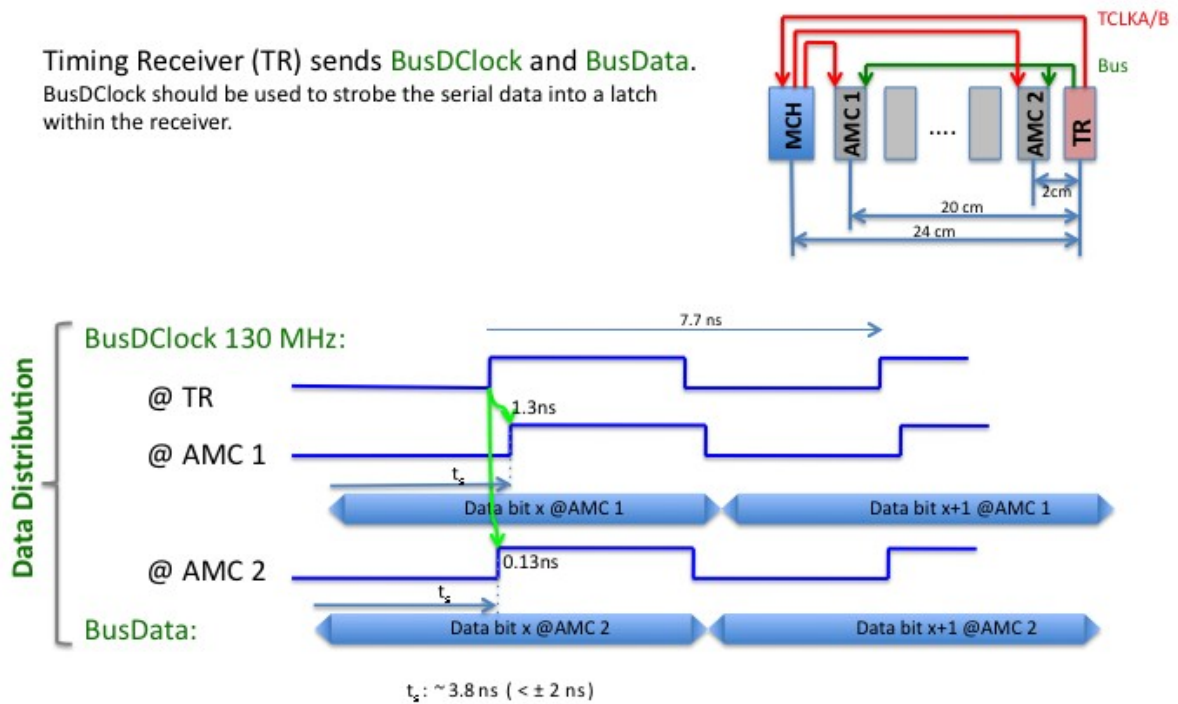 Timing Receiver (TR) sends BusDClock and BusData.
BusDClock should be used to strobe the serial data into a latch
within the receiver.
TCLKA/B
Bus
MCH
AMC 1
....
AMC 2
TR
2cm
20 cm
24 cm
Data Distribution
BusDClock 130 MHz:
7.7 ns
@ TR
1.3ns
@ AMC 1
ts
Data bit x @AMC 1
Data bit x+1 @AMC 1
@ AMC 2
0.13ns
ts
BusData:
Data bit x @AMC 2
Data bit x+1 @AMC 2
ts : ~3.8 ns ( < ± 2 ns)